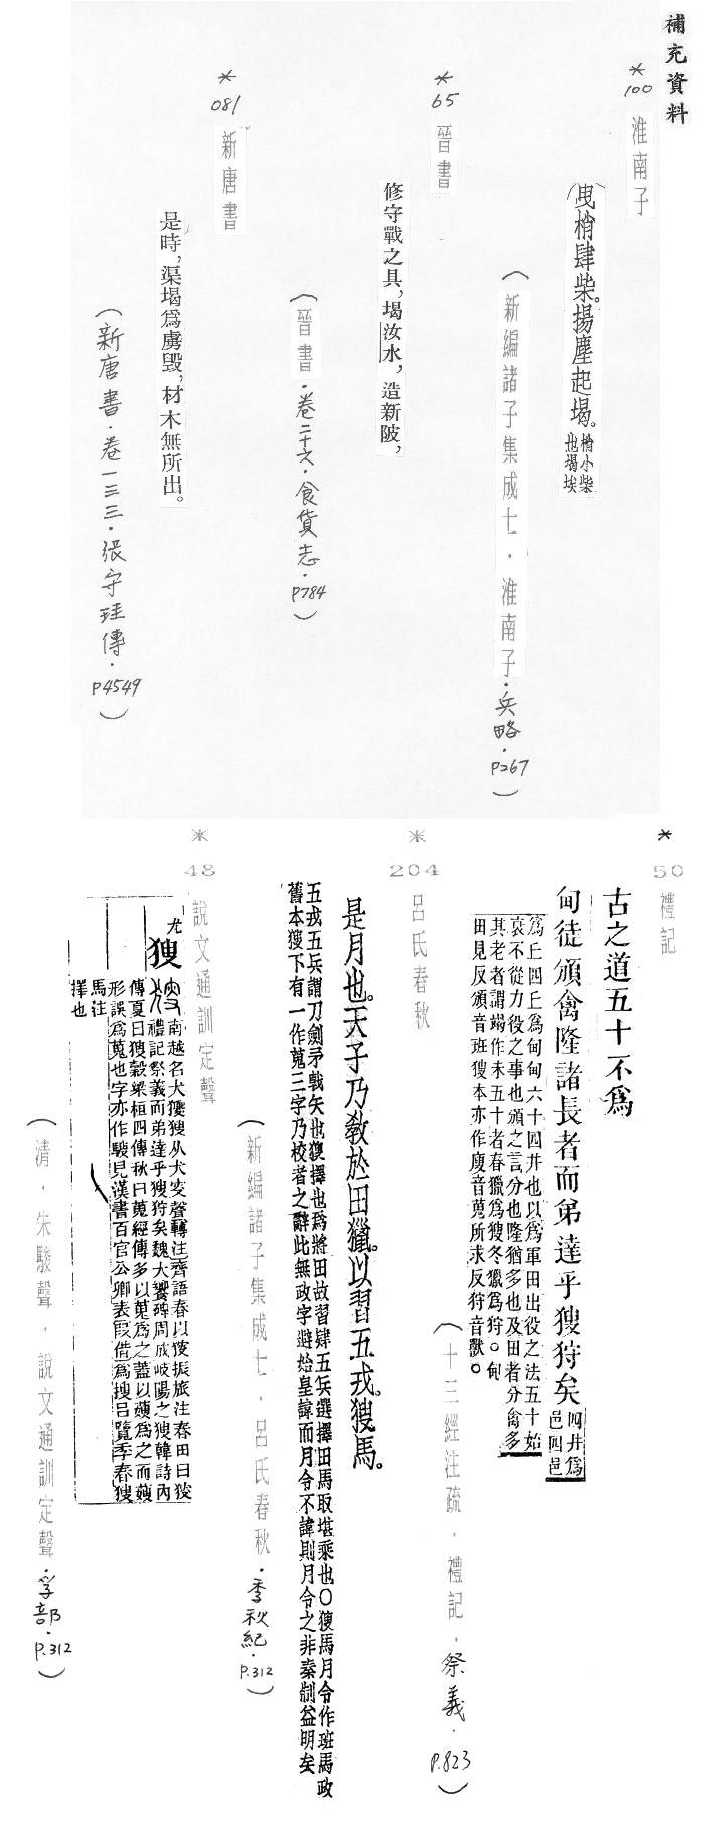 補充資料
*
100
淮南子
(曳梢肆柴。揚塵起堨。梢小柴
也堨埃
(新編諸子集成七．淮南子．兵略．P267)
*
65
晉書
修守戰之具，堨汝水，造新陂，
(晉書．卷二十六．食貨志．P784)
*
081
新唐書
是時，渠堨爲虜毀，材木無所出。
(新唐書．卷一三三．張守珪傳．P4549)
*
50
禮記
古之道五十不爲
甸徒頒禽隆諸長者而弟達乎獀狩矣四井爲
邑四邑
爲丘四丘爲甸甸六十四井也以爲軍田出役之法五十始
衰不從力役之事也頒之言分也隆猶多也及田者分禽多
其老者謂竭作未五十者春獵爲獀冬獵爲狩○甸
田見反頒音班獀本亦作廋音蒐所求反狩音獸○
(十三經注疏．禮記．祭義．P.823)
*
204
呂氏春秋
是月也。天子乃敎於田獵。以習五戎。獀馬。
五戎五兵謂刀劍矛戟矢也獀擇也爲將田故習肄五兵選擇田馬取堪乘也○獀馬月令作班馬政
舊本獀下有一作蒐三字乃校者之辭此無政字避始皇諱而月令不諱則月令之非秦制益明矣
(新編諸子集成七．呂氏春秋．季秋紀．P.312)
*
48
說文通訓定聲
尤
獀
南越名犬獿獀从犬叟聲轉注齊語春以獀振旅注春田曰獀
禮記祭義而弟達乎獀狩矣魏大饗碑周成岐陽之獀韓詩內
傳夏曰獀穀梁桓四傳秋曰蒐經傳多以蒐爲之蓋以䕅爲之而䕅
形誤爲蒐也字亦作䮟見漢書百官公卿表叚借爲搜呂覽季春獀
馬注
擇也
(清．朱駿聲．說文通訓定聲．孚部．P.312)